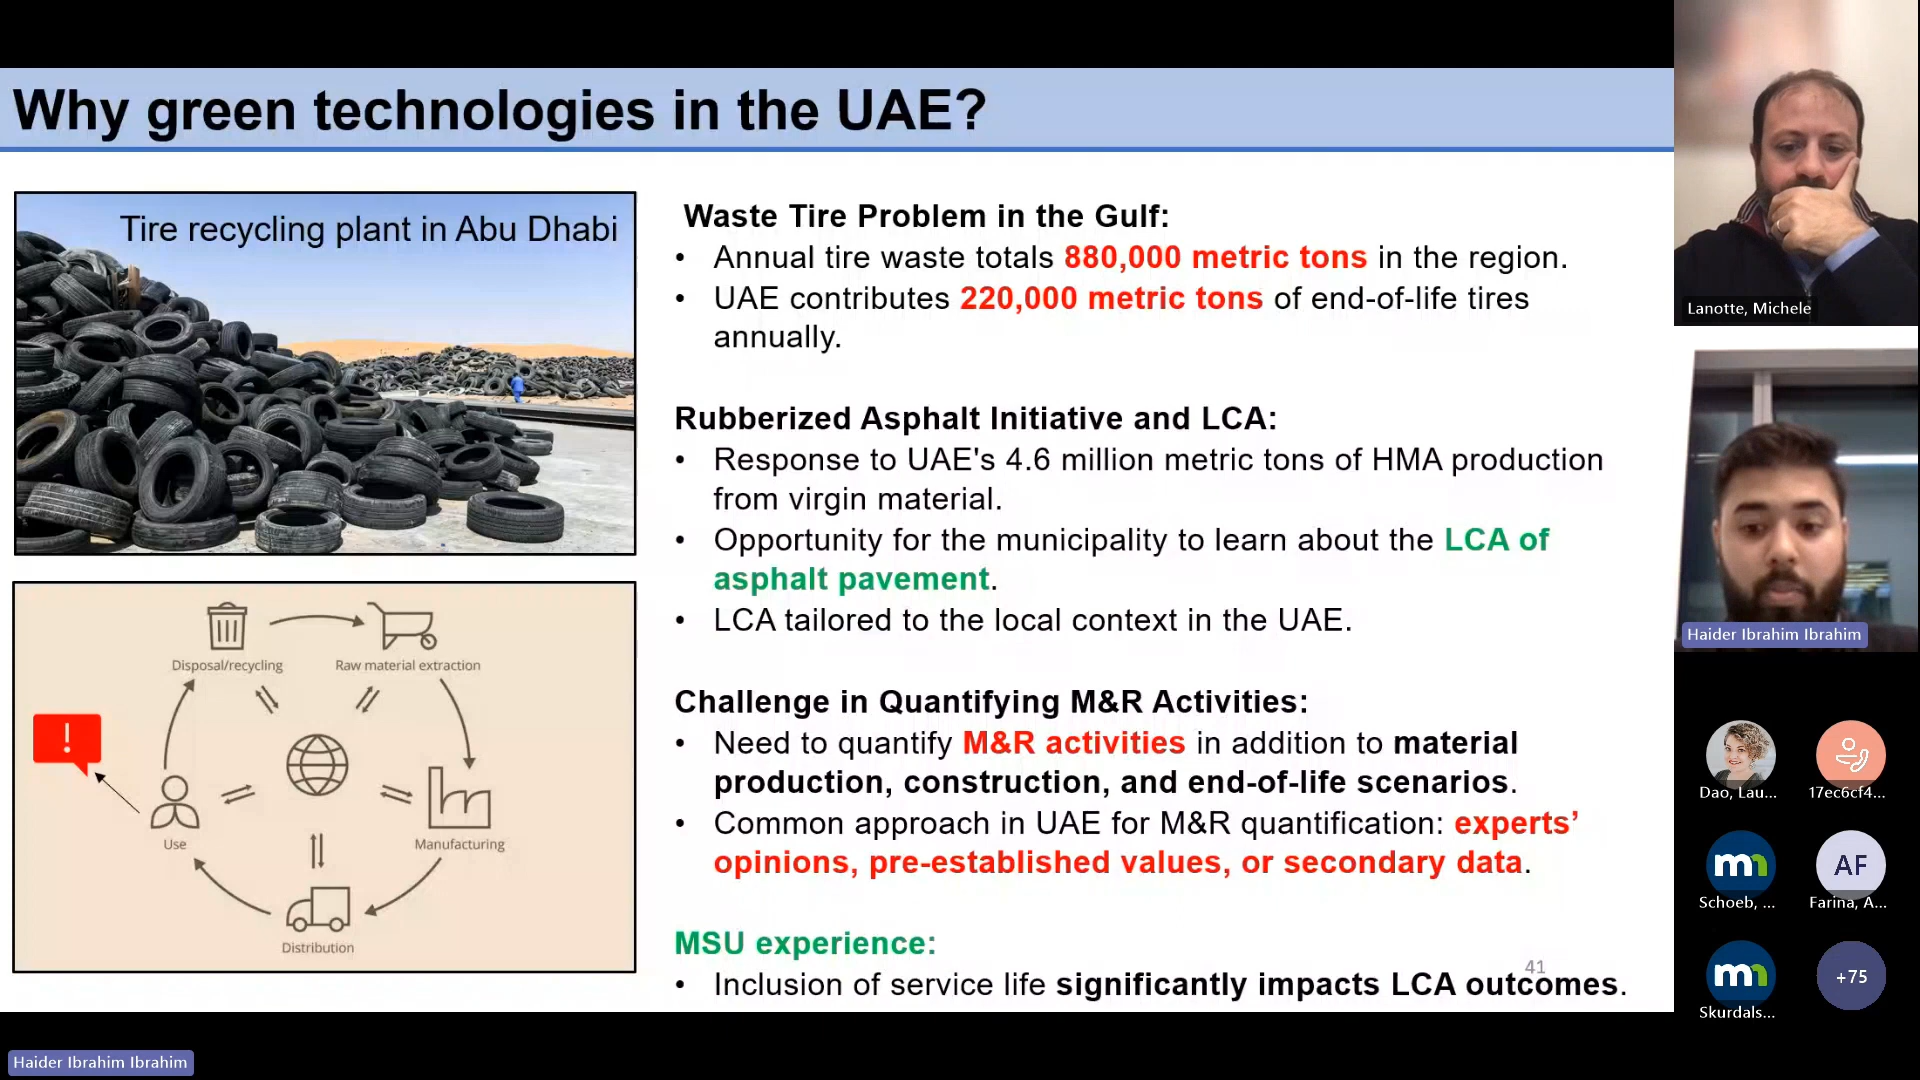 Why green technologies in the UAE?
Tire recycling plant in Abu Dhabi
Disposal/recycling
Raw material extraction
!
Use
Manufacturing
Distribution
Waste Tire Problem in the Gulf:
• Annual tire waste totals 880,000 metric tons in the region.
• UAE contributes 220,000 metric tons of end-of-life tires
annually.
Rubberized Asphalt Initiative and LCA:
• Response to UAE's 4.6 million metric tons of HMA production
from virgin material.
• Opportunity for the municipality to learn about the LCA of
asphalt pavement.
• LCA tailored to the local context in the UAE.
Challenge in Quantifying M&R Activities:
• Need to quantify M&R activities in addition to material
production, construction, and end-of-life scenarios.
• Common approach in UAE for M&R quantification: experts’
opinions, pre-established values, or secondary data.
MSU experience:
41
• Inclusion of service life significantly impacts LCA outcomes.
Lanotte, Michele
Haider Ibrahim Ibrahim
Dao, Lau...
17ec6cf4...
mn
AF
Schoeb, ...
Farina, A...
mn
+75
Skurdals...
Haider Ibrahim Ibrahim